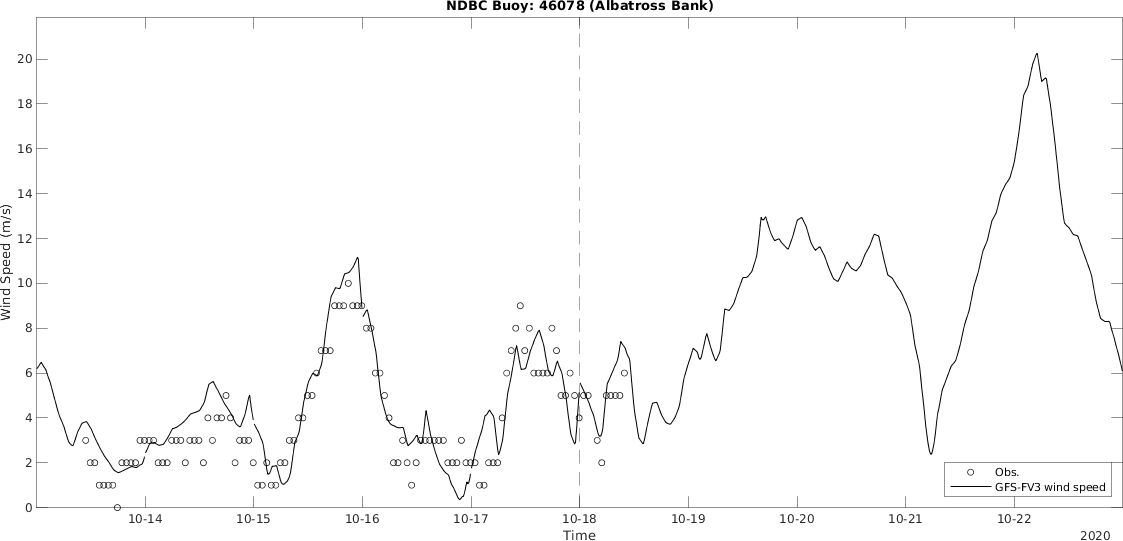 NDBC Buoy: 46078 (Albatross Bank)
Wind Speed (m/s)
20
18
16
14
12
10
8
6
4
2
0
Obs.
GFS-FV3 wind speed
10-14 10-15 10-16 10-17 10-18 10-19 10-20 10-21 10-22
Time
2020